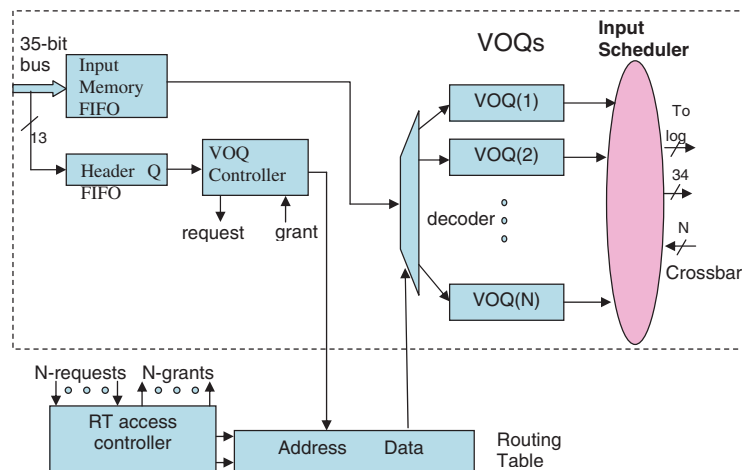 35-bit
bus
Input
Memory
FIFO
13
Header Q
FIFO
VOQ
Controller
request
grant
VOQs
VOQ(1)
VOQ(2)
decoder
VOQ(N)
Input
Scheduler
To
log
34
N
Crossbar
N-requests
N-grants
RT access
controller
Address Data
Routing
Table